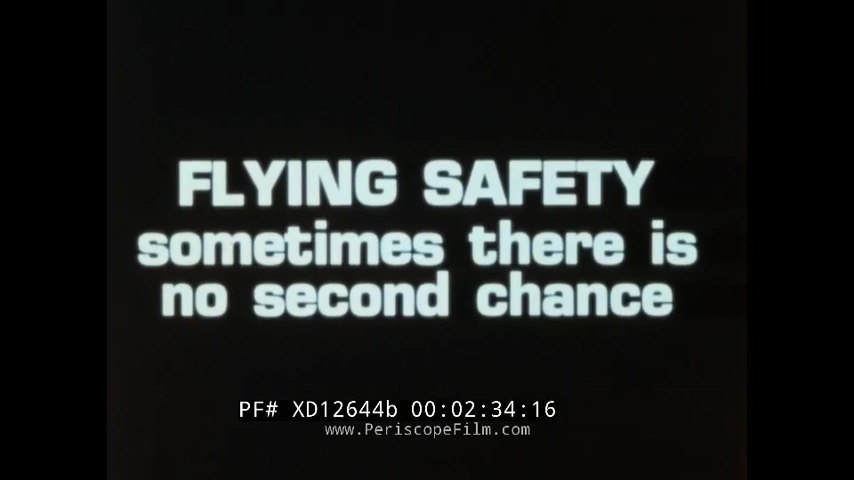 FLYING SAFETY
sometimes there is
no second chance
PF# XD12644b 00:02:34:16
www.PeriscopeFilm.com